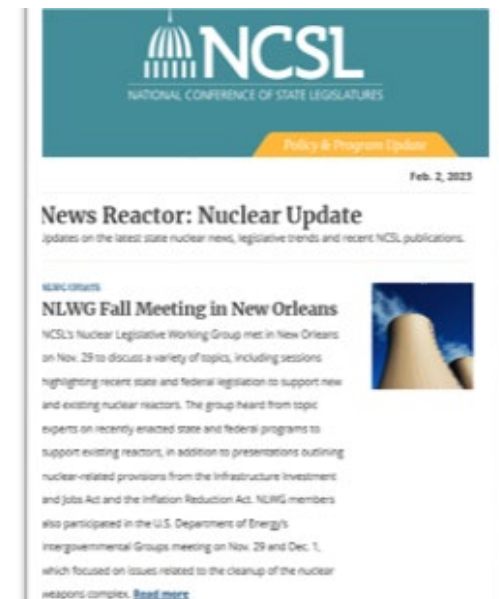 NCSL
NATIONAL CONFERENCE OF STATE LEGISLATURES
Policy & Program Update
Feb. 2, 2023
News Reactor: Nuclear Update
Updates on the latest state nuclear news, legislative trends and recent NCSL publications.
NLWG UPDATE
NLWG Fall Meeting in New Orleans
NCSL's Nuclear Legislative Working Group met in New Orleans
on Nov. 29 to discuss a variety of topics, including sessions
highlighting recent state and federal legislation to support new
and existing nuclear reactors. The group heard from topic
experts on recently enacted state and federal programs to
support existing reactors, in addition to presentations outlining
nuclear-related provisions from the Infrastructure Investment
and Jobs Act and the Inflation Reduction Act. NLWG members
also participated in the U.S. Department of Energy's
Intergovernmental Groups meeting on Nov. 29 and Dec. 1,
which focused on issues related to the cleanup of the nuclear
weapons complex. Read more